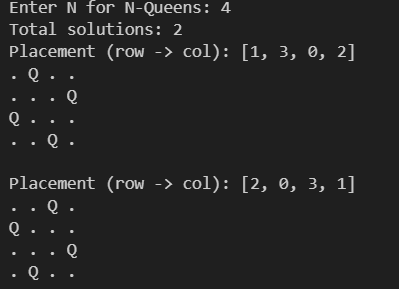 Enter N for N-Queens: 4
Total solutions: 2
Placement (row -> col): [1, 3, 0, 2]
. Q . .
. . . Q
Q . . .
. . Q .

Placement (row -> col): [2, 0, 3, 1]
. . Q .
Q . . .
. . . Q
. Q . .